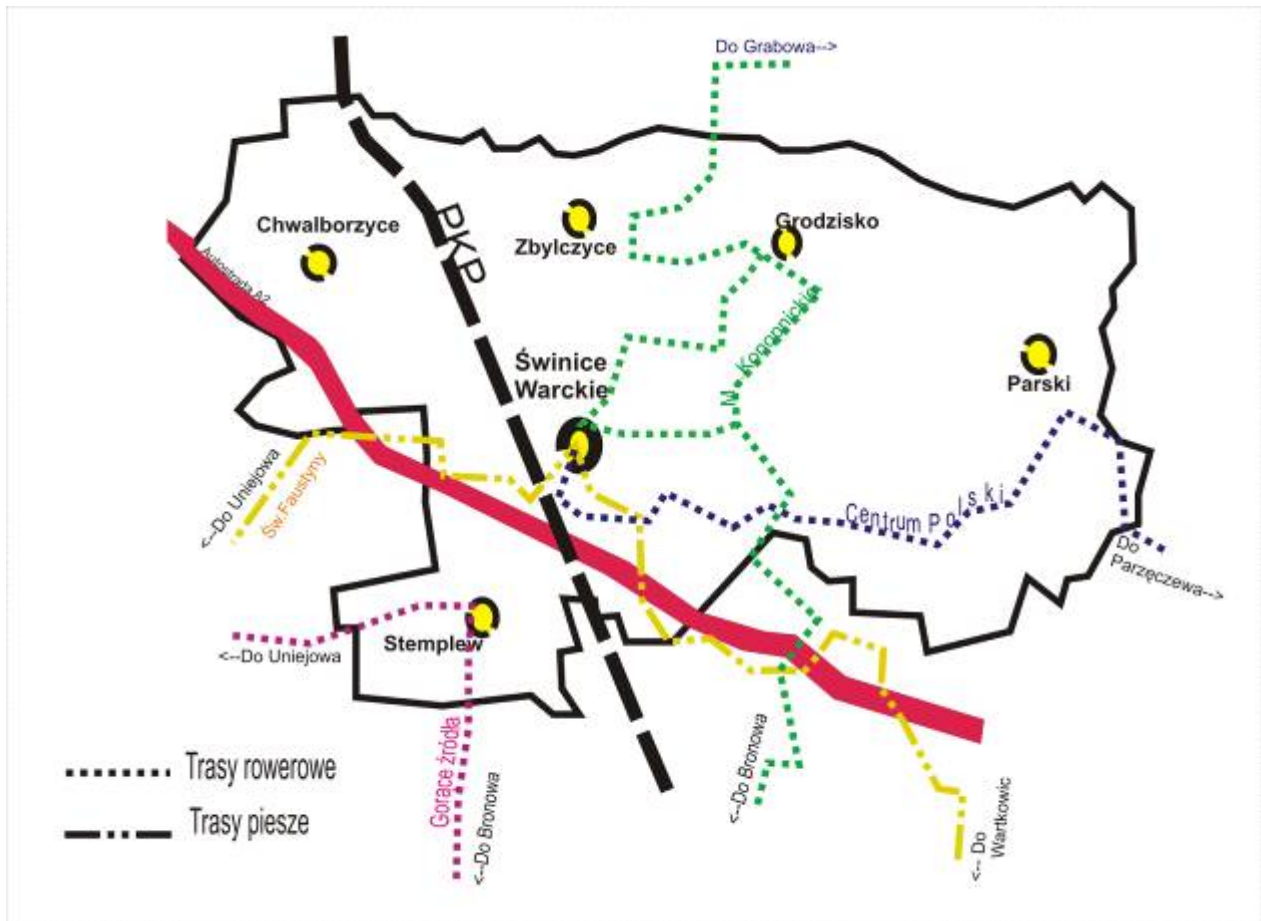 Do Grabowa-->
Chwalborzyce
PKP
Zbylczyce
Grodzisko
Autostrada A2
M. Konopnickiej
Świnice
Warckie
Parski
<--Do Uniejowa
Św.Faustyny
Centrum Polski
Do
Parzęczewa-->
Stemplew
<--Do Uniejowa
Gorące źródła
<--Do Bronowa
<--Do Bronowa
<-- Do
Wartkowic
Trasy rowerowe
Trasy piesze